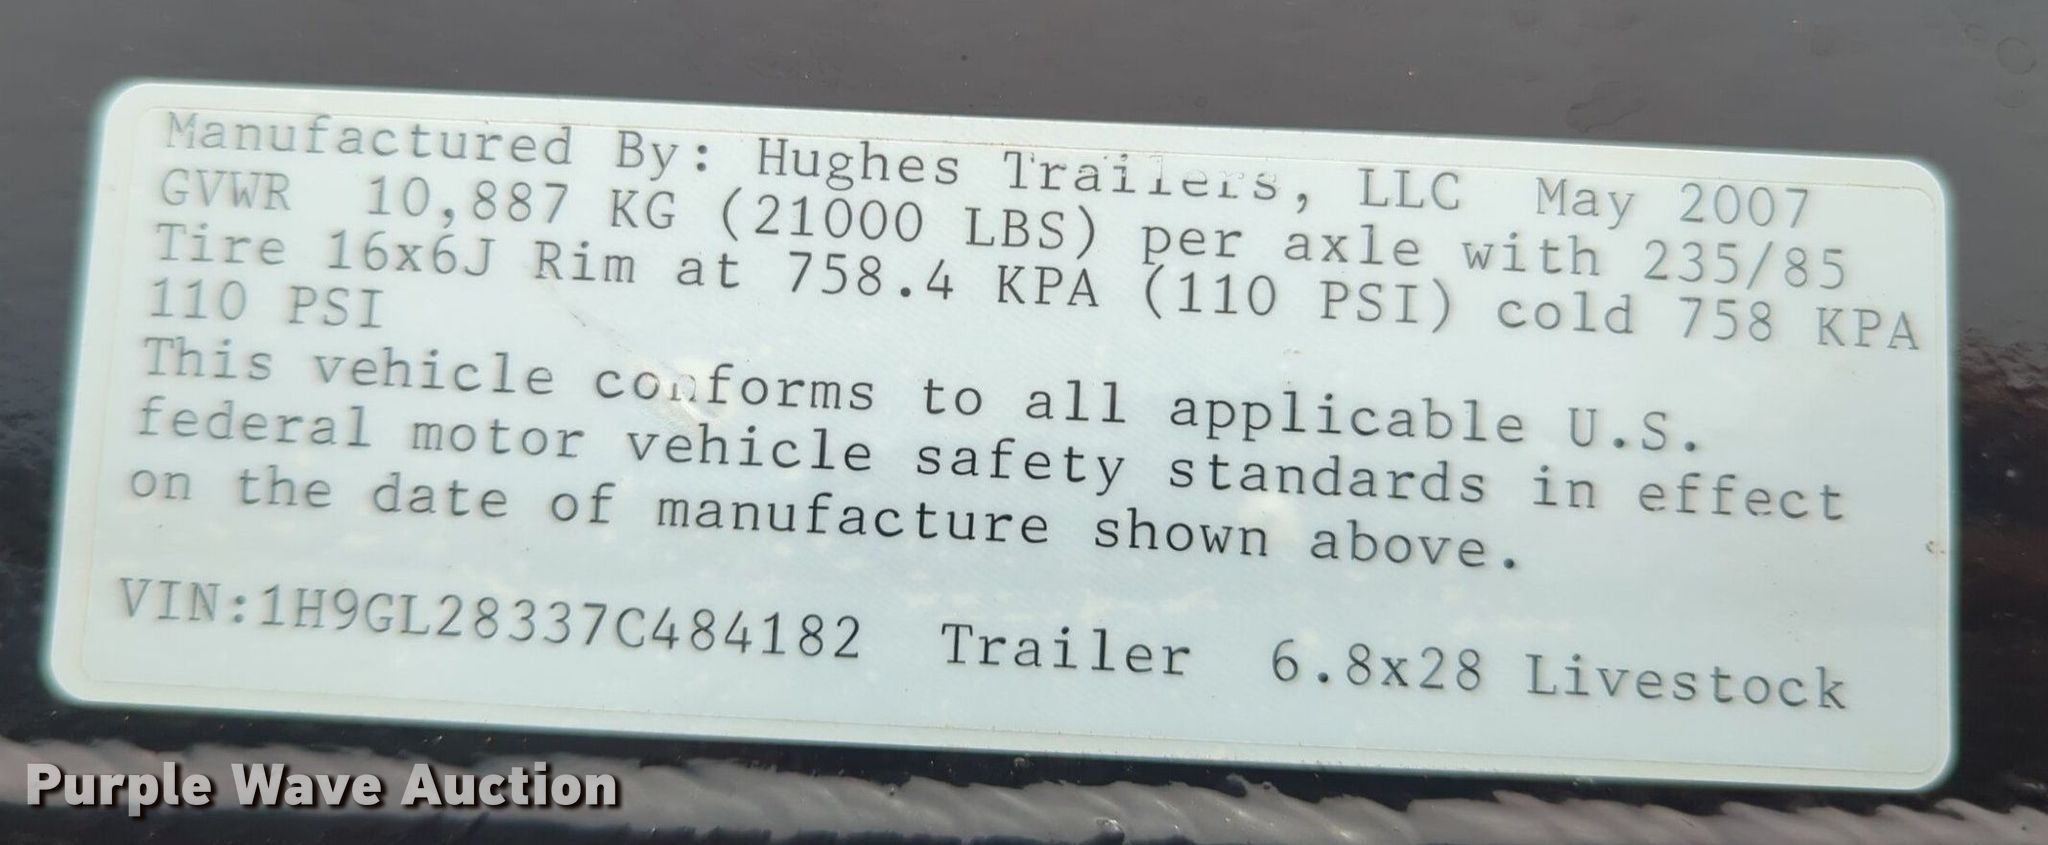 Manufactured By: Hughes Trailers, LLC  May 2007
GVWR  10,887 KG (21000 LBS) per axle with 235/85
Tire 16x6J Rim at 758.4 KPA (110 PSI) cold 758 KPA
110 PSI
This vehicle conforms to all applicable U.S.
federal motor vehicle safety standards in effect
on the date of manufacture shown above.
VIN:1H9GL28337C484182  Trailer  6.8x28 Livestock
Purple Wave Auction